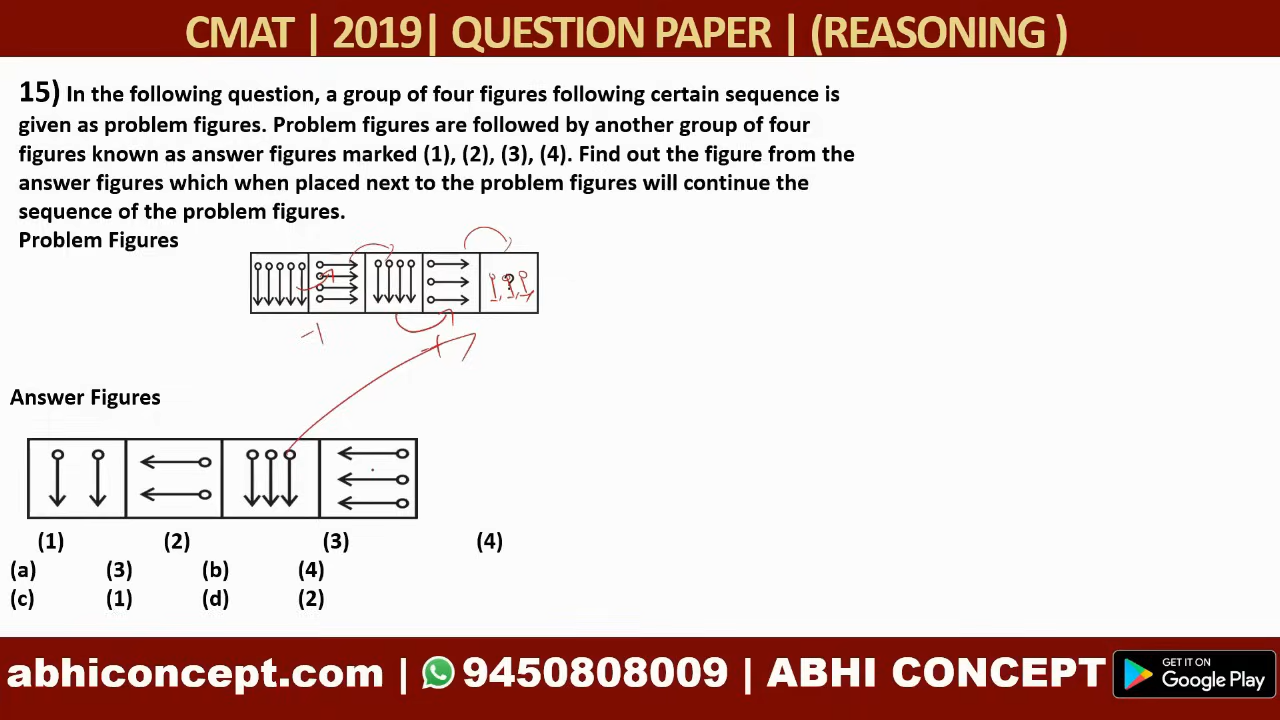 CMAT | 2019| QUESTION PAPER | (REASONING )
15) In the following question, a group of four figures following certain sequence is
given as problem figures. Problem figures are followed by another group of four
figures known as answer figures marked (1), (2), (3), (4). Find out the figure from the
answer figures which when placed next to the problem figures will continue the
sequence of the problem figures.
Problem Figures
?
-1
-1
Answer Figures
(1) (2) (3) (4)
(a) (3) (b) (4)
(c) (1) (d) (2)
abhiconcept.com | 9450808009 | ABHI CONCEPT
GET IT ON
Google Play